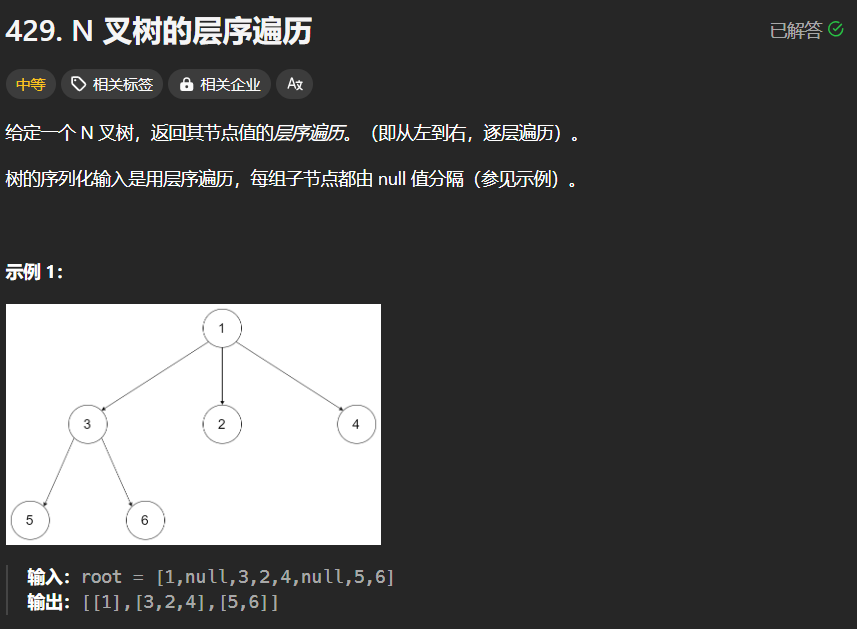 429. N 叉树的层序遍历
已解答
中等 相关标签 相关企业
给定一个 N 叉树，返回其节点值的层序遍历。（即从左到右，逐层遍历）。
树的序列化输入是用层序遍历，每组子节点都由 null 值分隔（参见示例）。
示例 1：
1
3 2 4
5 6
输入：root = [1,null,3,2,4,null,5,6]
输出：[[1],[3,2,4],[5,6]]